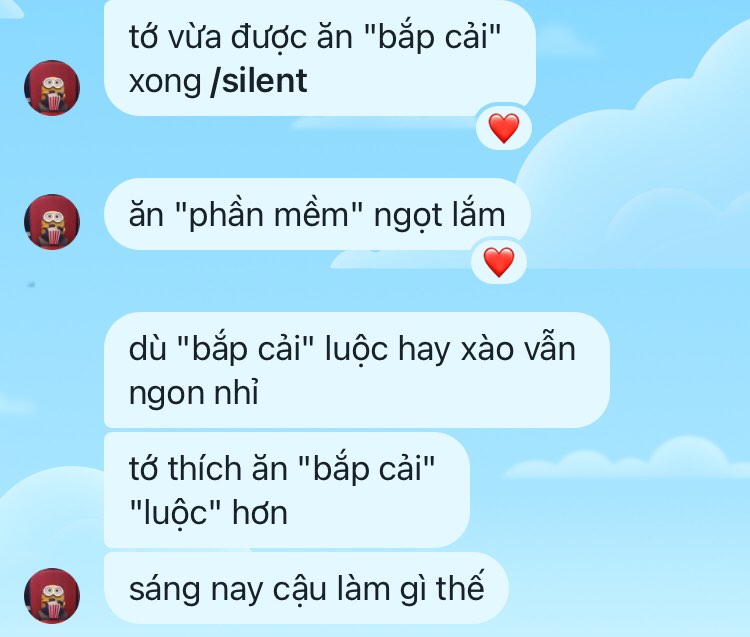 tớ vừa được ăn "bắp cải"
xong /silent
ăn "phần mềm" ngọt lắm
dù "bắp cải" luộc hay xào vẫn
ngon nhỉ
tớ thích ăn "bắp cải"
"luộc" hơn
sáng nay cậu làm gì thế